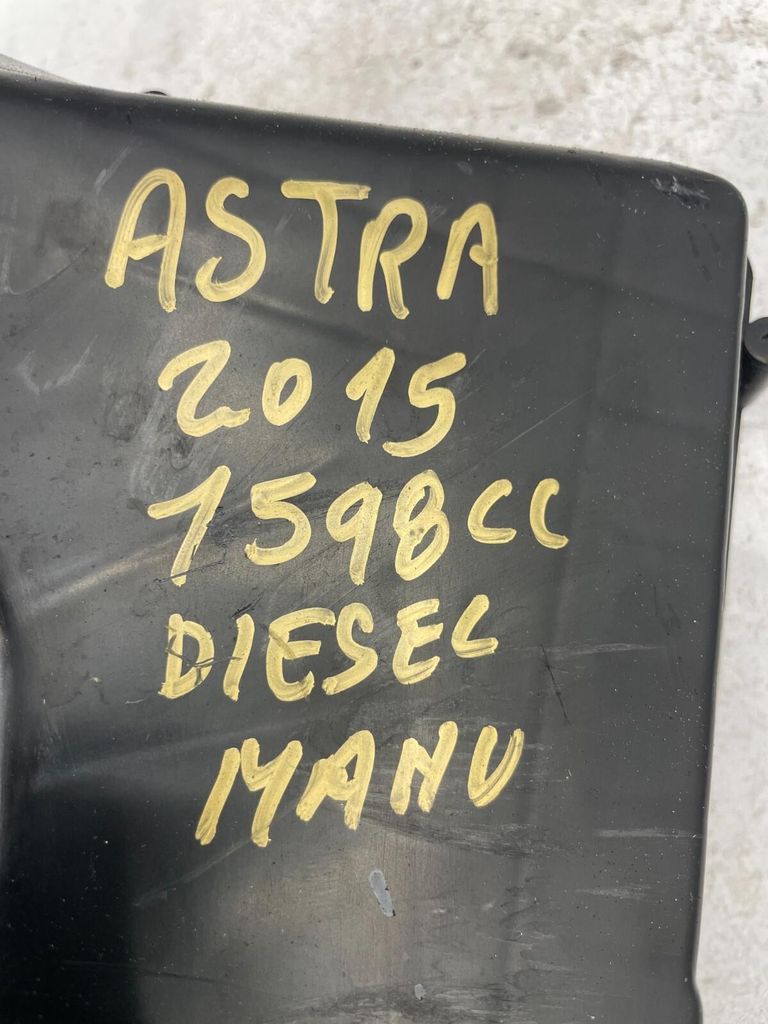 ASTRA
2015
1598CC
DIESEL
MANU